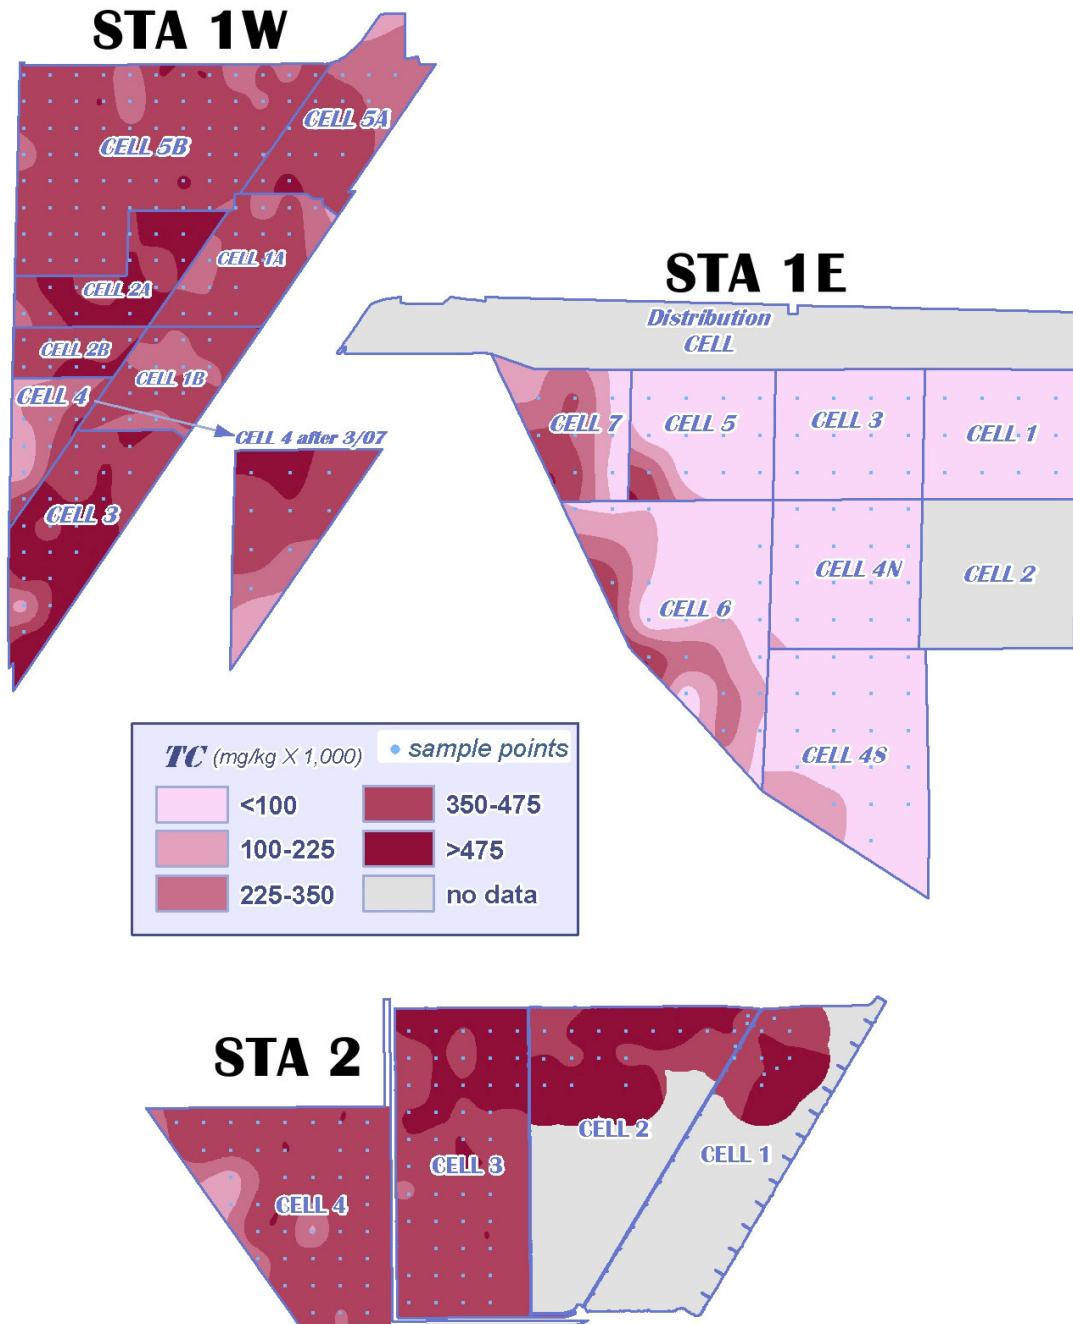 STA 1W
CELL 5A
CELL 5B
CELL 1A
CELL 2A
CELL 2B
CELL 1B
CELL 4
CELL 4 after 3/07
CELL 3
STA 1E
Distribution
CELL
CELL 7
CELL 5
CELL 3
CELL 1
CELL 4N
CELL 2
CELL 6
CELL 4S
TC (mg/kg X 1,000)
sample points
<100
350-475
100-225
>475
225-350
no data
STA 2
CELL 2
CELL 1
CELL 3
CELL 4